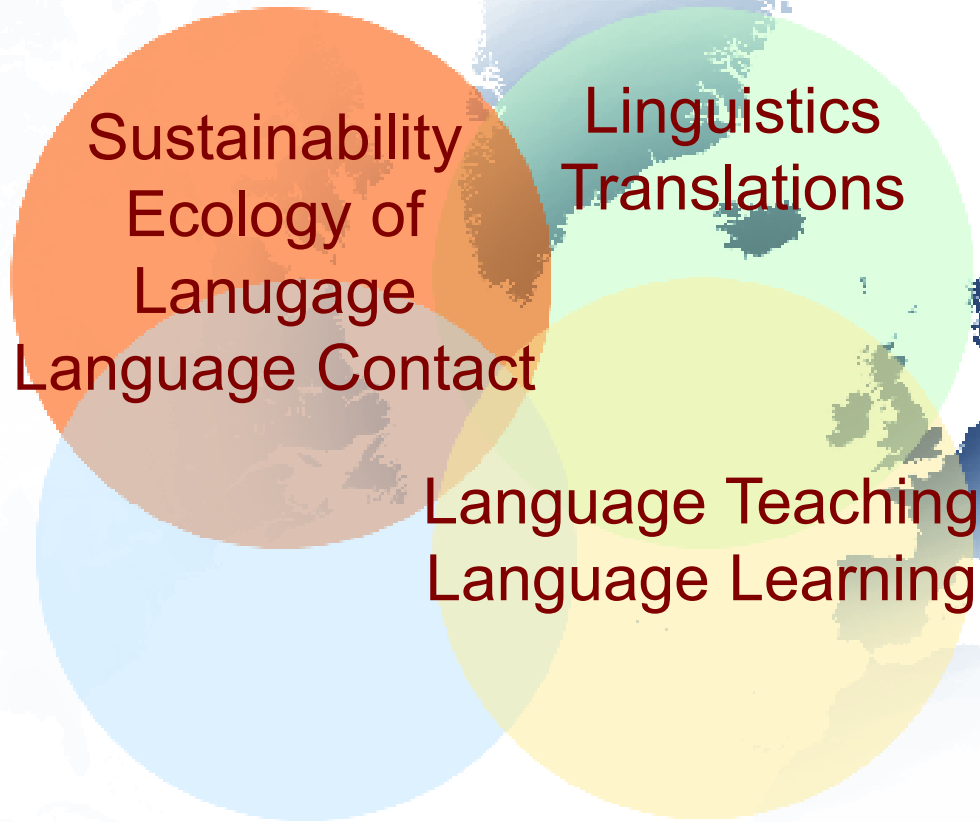 Sustainability
Ecology of
Lanugage
Language Contact
Linguistics
Translations
Language Teaching
Language Learning